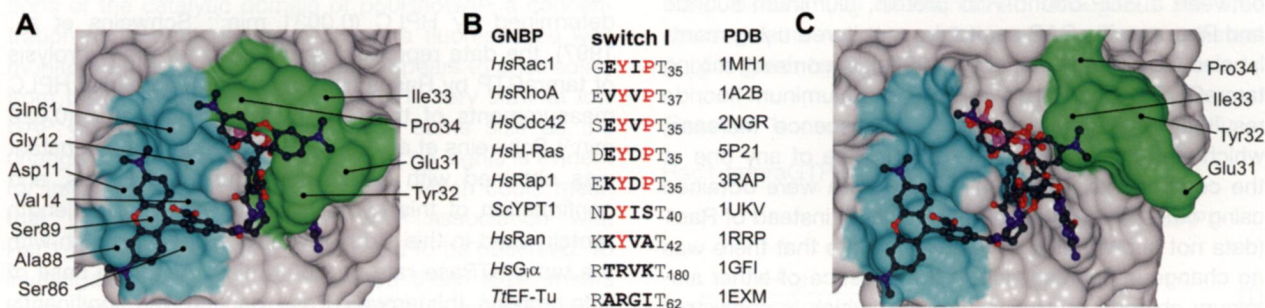 A
Gln61
Gly12
Asp11
Val14
Ser89
Ala88
Ser86
Ile33
Pro34
Glu31
Tyr32
B GNBP switch I PDB
HsRac1 GEYIPT35 1MH1
HsRhoA EVYVPT37 1A2B
HsCdc42 SEYVPT35 2NGR
HsH-Ras DEYDPT35 5P21
HsRap1 EKYDPT35 3RAP
ScYPT1 NDYIST40 1UKV
HsRan KKYVAT42 1RRP
HsGiα RTRVKT180 1GFI
TtEF-Tu RARGIT62 1EXM
C
Pro34
Ile33
Tyr32
Glu31